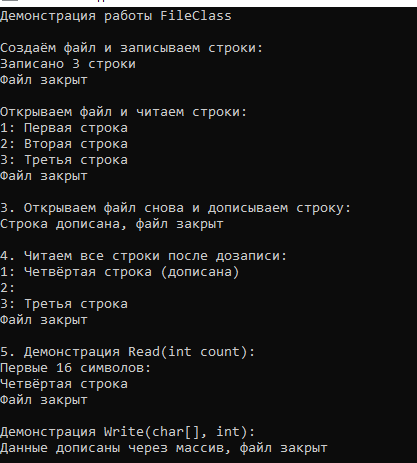 Демонстрация работы FileClass
Создаём файл и записываем строки:
Записано 3 строки
Файл закрыт
Открываем файл и читаем строки:
1: Первая строка
2: Вторая строка
3: Третья строка
Файл закрыт
3. Открываем файл снова и дописываем строку:
Строка дописана, файл закрыт
4. Читаем все строки после дозаписи:
1: Четвёртая строка (дописана)
2:
3: Третья строка
Файл закрыт
5. Демонстрация Read(int count):
Первые 16 символов:
Четвёртая строка
Файл закрыт
Демонстрация Write(char[], int):
Данные дописаны через массив, файл закрыт